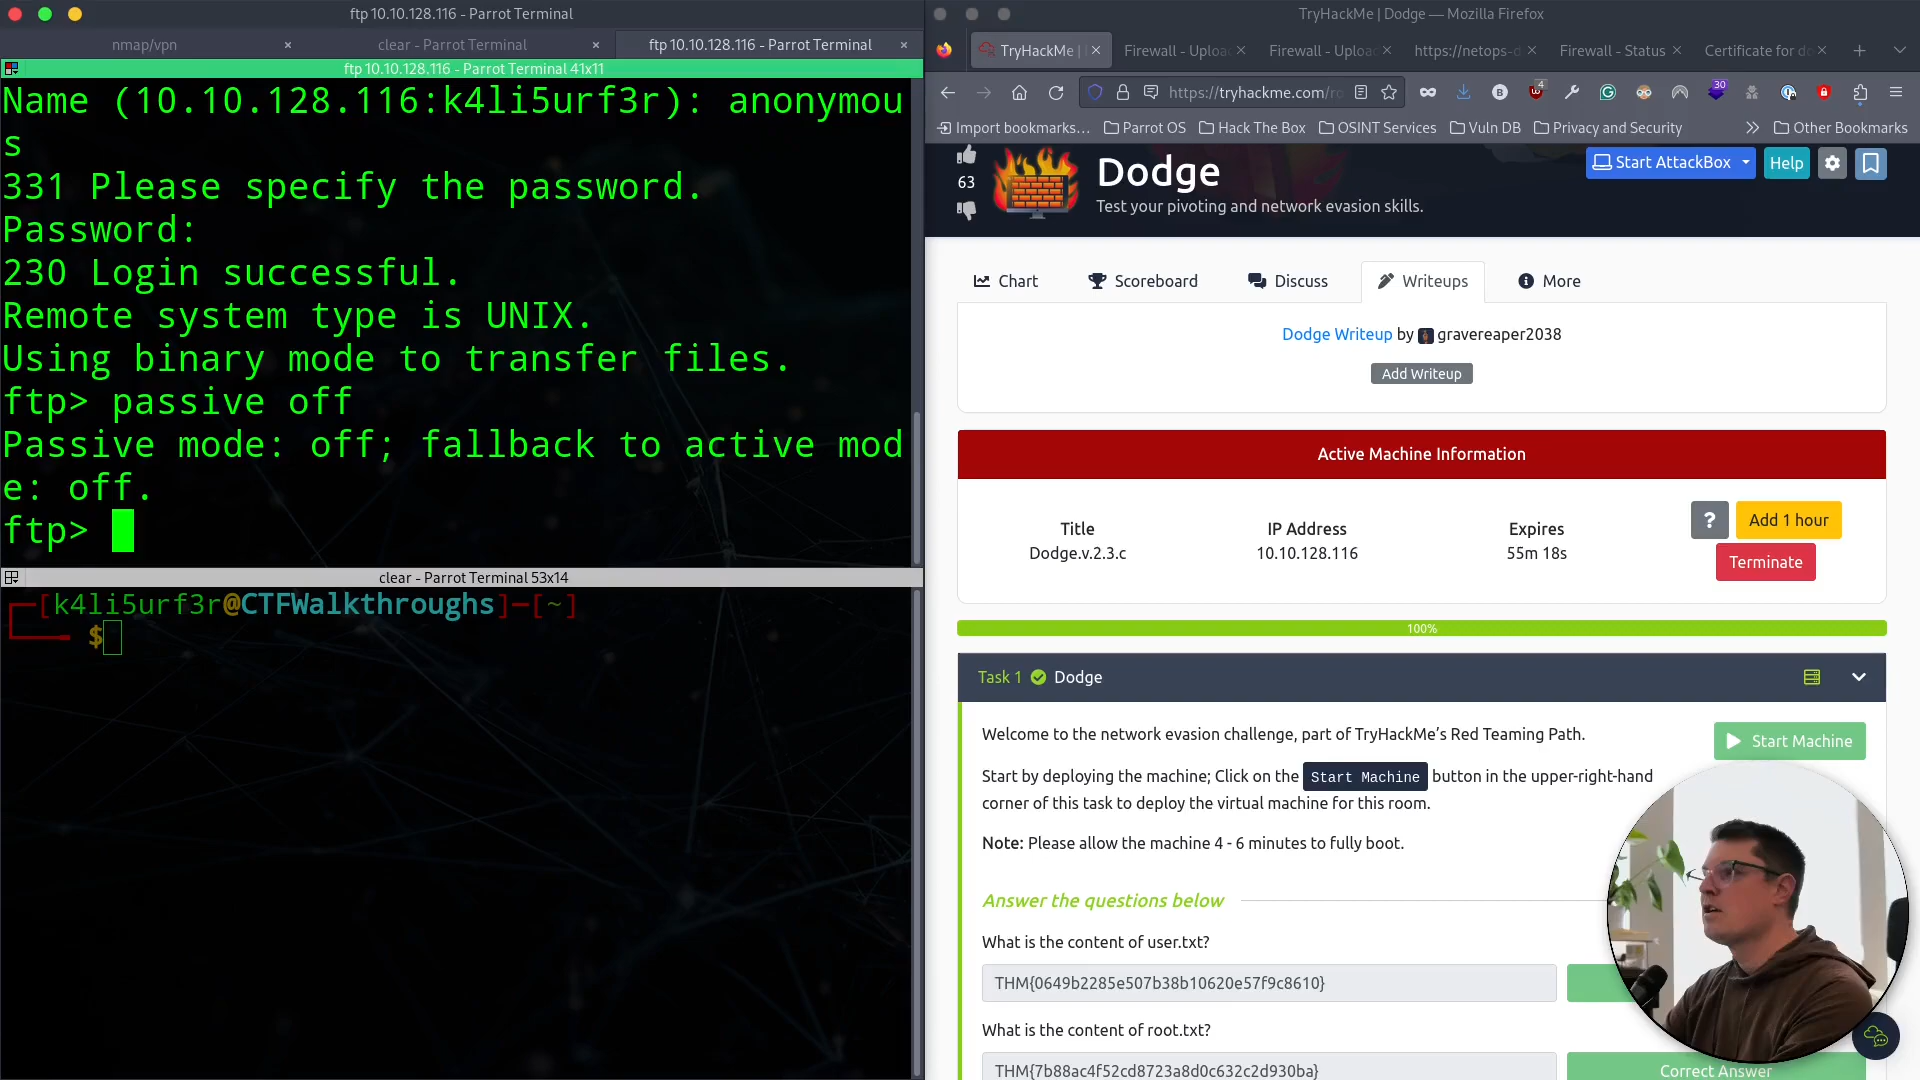 ftp 10.10.128.116 - Parrot Terminal
nmap/vpn
clear - Parrot Terminal
ftp 10.10.128.116 - Parrot Terminal
ftp 10.10.128.116 - Parrot Terminal 41x11
Name (10.10.128.116:k4li5urf3r): anonymou
s
331 Please specify the password.
Password:
230 Login successful.
Remote system type is UNIX.
Using binary mode to transfer files.
ftp> passive off
Passive mode: off; fallback to active mod
e: off.
ftp>
clear - Parrot Terminal 53x14
[k4li5urf3r@CTFWalkthroughs]─[~]
$
TryHackMe | Dodge — Mozilla Firefox
TryHackMe |
Firewall - Uploa
Firewall - Uploa
https://netops-d
Firewall - Status
Certificate for do
https://tryhackme.com/ro
4
30
Import bookmarks...
Parrot OS
Hack The Box
OSINT Services
Vuln DB
Privacy and Security
Other Bookmarks
63
Dodge
Test your pivoting and network evasion skills.
Start AttackBox
Help
Chart
Scoreboard
Discuss
Writeups
More
Dodge Writeup by gravereaper2038
Add Writeup
Active Machine Information
Title
IP Address
Expires
Dodge.v.2.3.c
10.10.128.116
55m 18s
?
Add 1 hour
Terminate
100%
Task 1
Dodge
Welcome to the network evasion challenge, part of TryHackMe's Red Teaming Path.
Start Machine
Start by deploying the machine; Click on the Start Machine button in the upper-right-hand
corner of this task to deploy the virtual machine for this room.
Note: Please allow the machine 4 - 6 minutes to fully boot.
Answer the questions below
What is the content of user.txt?
THM{0649b2285e507b38b10620e57f9c8610}
What is the content of root.txt?
THM{7b88ac4f52cd8723a8d0c632c2d930ba}
Correct Answer